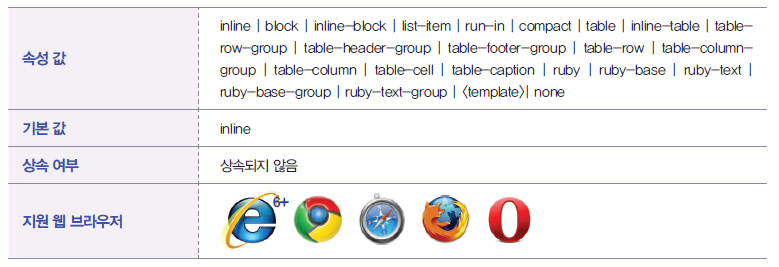 속성 값
inline | block | inline-block | list-item | run-in | compact | table | inline-table | table-
row-group | table-header-group | table-footer-group | table-row | table-column-
group | table-column | table-cell | table-caption | ruby | ruby-base | ruby-text |
ruby-base-group | ruby-text-group | 〈template〉| none
기본 값
inline
상속 여부
상속되지 않음
지원 웹 브라우저
6+